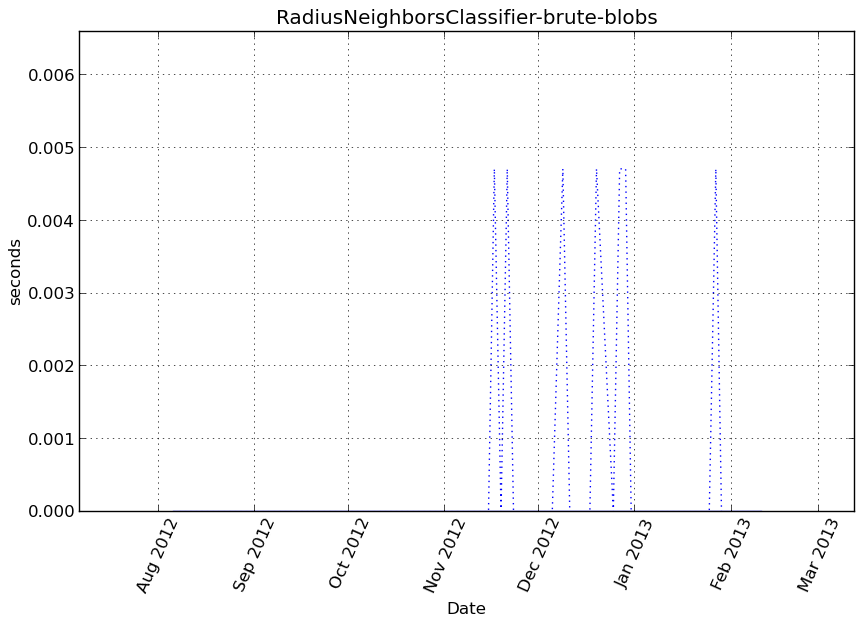 RadiusNeighborsClassifier-brute-blobs
0.006
0.005
0.004
0.003
0.002
0.001
0.000
seconds
Aug 2012
Sep 2012
Oct 2012
Nov 2012
Dec 2012
Jan 2013
Feb 2013
Mar 2013
Date